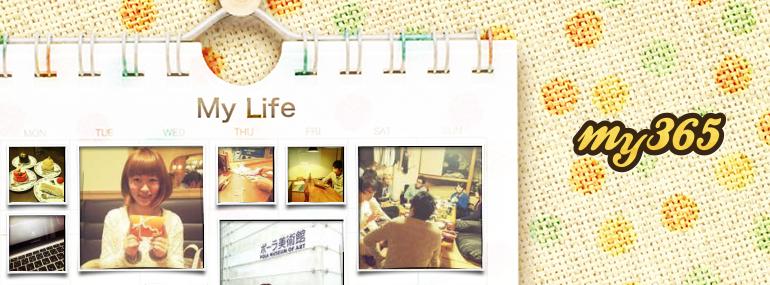 My Life
MON TUE WED THU FRI SAT SUN
my365
ポーラ美術館
POLA MUSEUM OF ART